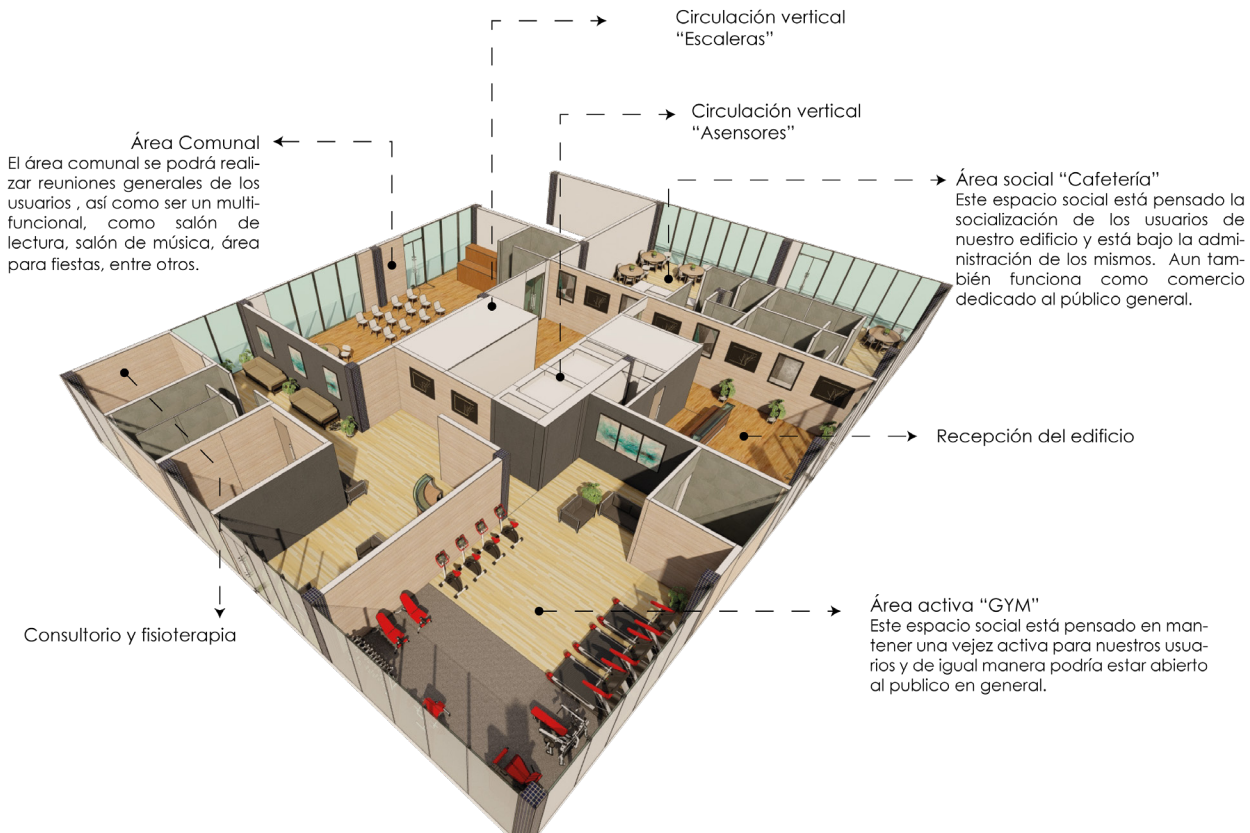 Circulación vertical
“Escaleras”
Circulación vertical
“Asensores”
Área Comunal
El área comunal se podrá reali-
zar reuniones generales de los
usuarios , así como ser un multi-
funcional, como salón de
lectura, salón de música, área
para fiestas, entre otros.
Área social “Cafetería”
Este espacio social está pensado la
socialización de los usuarios de
nuestro edificio y está bajo la admi-
nistración de los mismos. Aun tam-
bién funciona como comercio
dedicado al público general.
Recepción del edificio
Consultorio y fisioterapia
Área activa “GYM”
Este espacio social está pensado en man-
tener una vejez activa para nuestros usua-
rios y de igual manera podría estar abierto
al publico en general.